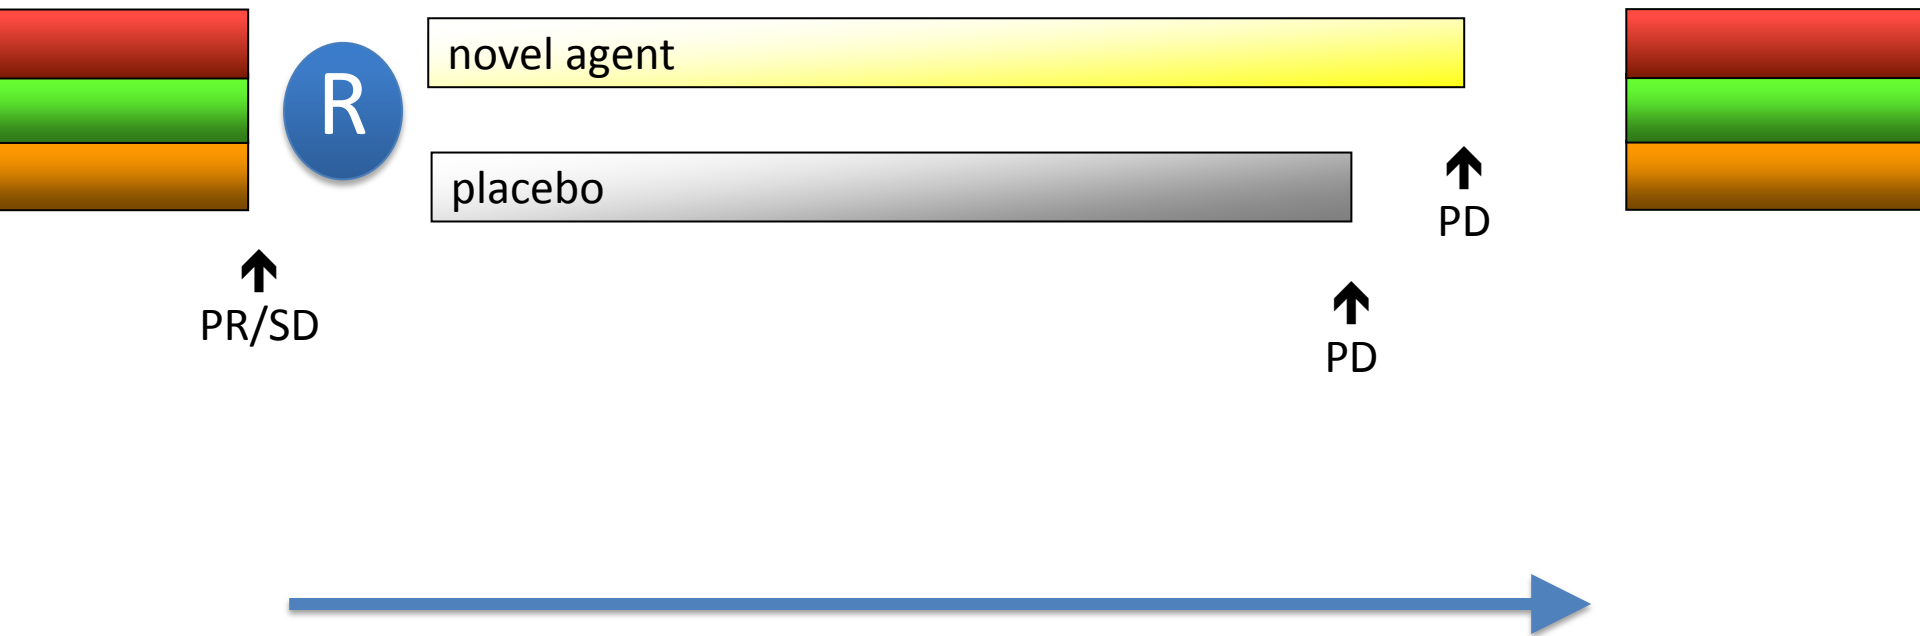 R
novel agent
placebo
PD
PR/SD
PD